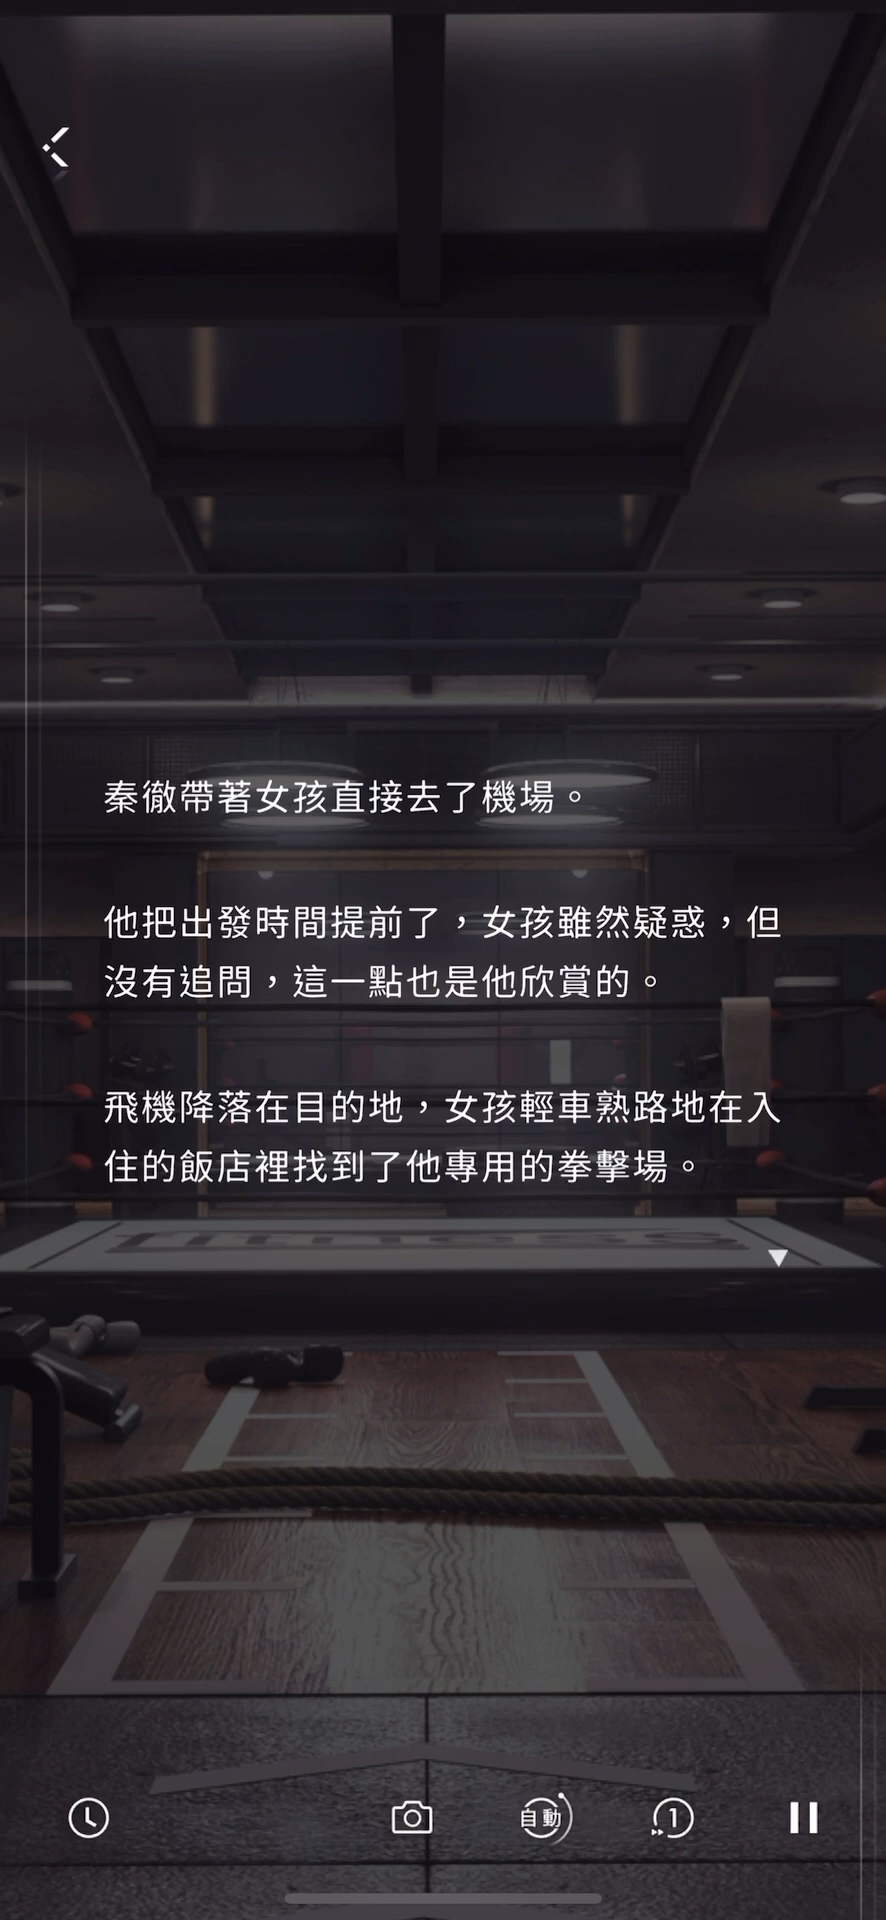 秦徹帶著女孩直接去了機場。
他把出發時間提前了，女孩雖然疑惑，但
沒有追問，這一點也是他欣賞的。
飛機降落在目的地，女孩輕車熟路地在入
住的飯店裡找到了他專用的拳擊場。
fitness
自動
1